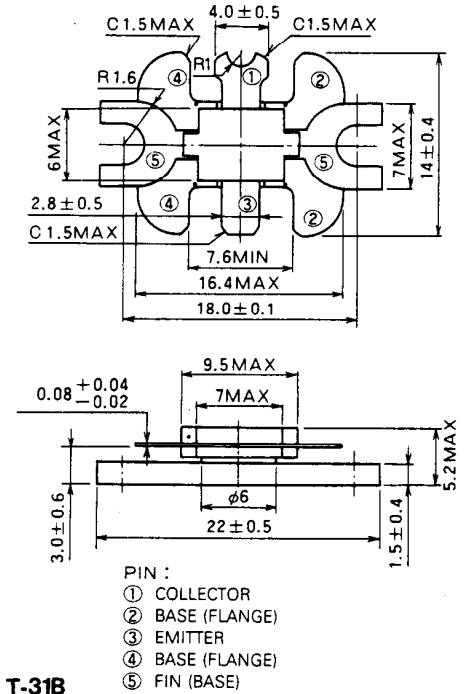 C1.5MAX
4.0±0.5
C1.5MAX
R1
④
①
②
R1.6
6MAX
⑤
⑤
7MAX
14±0.4
2.8±0.5
④
③
②
C1.5MAX
7.6MIN
16.4MAX
18.0±0.1
9.5MAX
7MAX
0.08 +0.04 −0.02
5.2MAX
3.0±0.6
φ6
22±0.5
1.5±0.4
PIN :
① COLLECTOR
② BASE (FLANGE)
③ EMITTER
④ BASE (FLANGE)
⑤ FIN (BASE)
T-31B